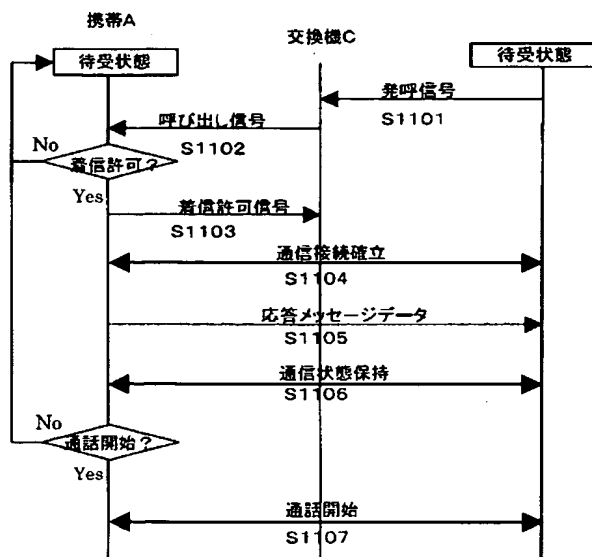 携帯A
交換機C
待受状態
待受状態
発呼信号
S1101
呼び出し信号
S1102
No
着信許可？
Yes
着信許可信号
S1103
通信接続確立
S1104
応答メッセージデータ
S1105
通信状態保持
S1106
No
通話開始？
Yes
通話開始
S1107